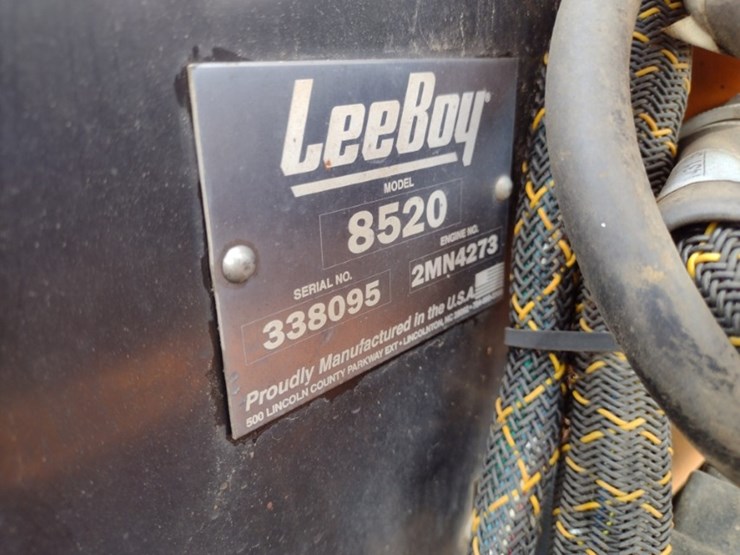 LeeBoy
MODEL
8520
SERIAL NO.
338095
ENGINE NO.
2MN4273
Proudly Manufactured in the U.S.A.
500 LINCOLN COUNTY PARKWAY EXT • LINCOLNTON, NC